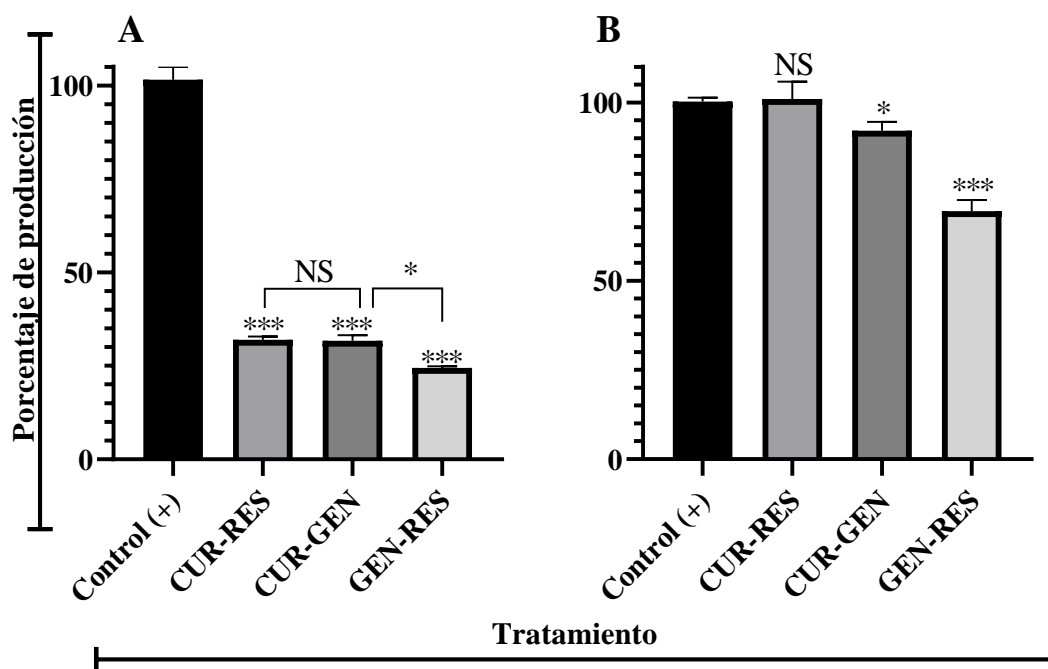 Porcentaje de producción
A
100
50
0
NS
*
***
***
***
Control (+)
CUR-RES
CUR-GEN
GEN-RES
B
100
50
0
NS
*
***
Control (+)
CUR-RES
CUR-GEN
GEN-RES
Tratamiento